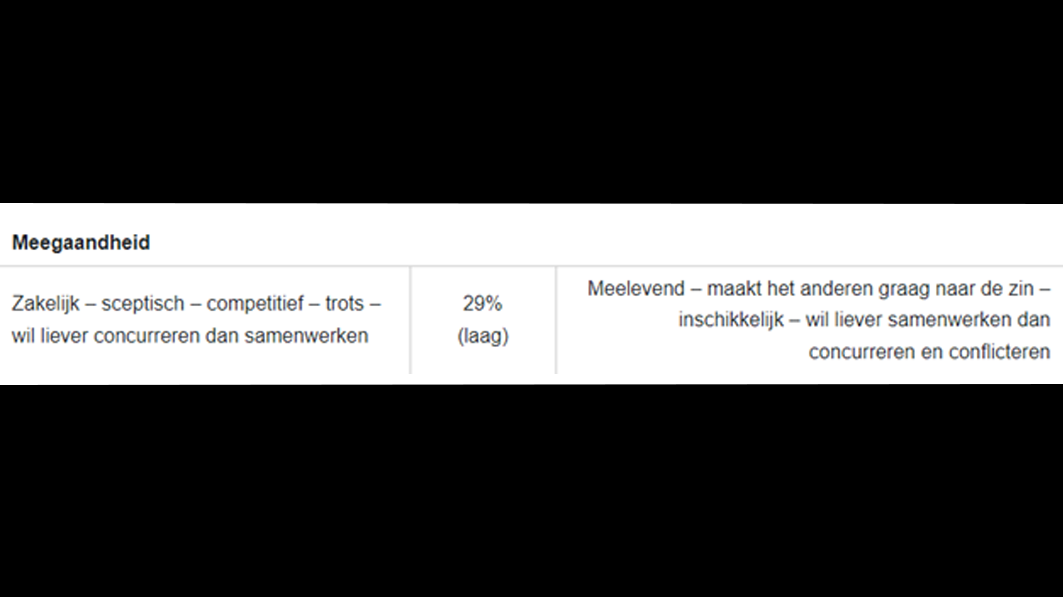 Meegaandheid
Zakelijk – sceptisch – competitief – trots –
wil liever concurreren dan samenwerken
29%
(laag)
Meelevend – maakt het anderen graag naar de zin –
inschikkelijk – wil liever samenwerken dan
concurreren en conflicteren